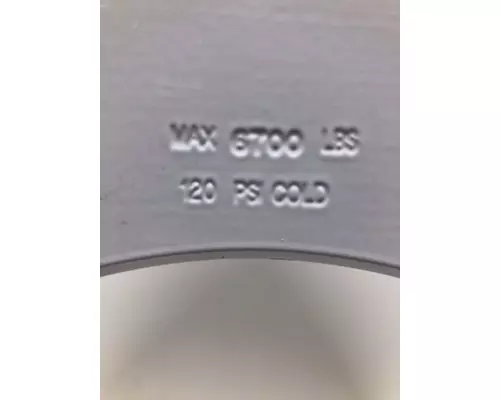 MAX 6700 LBS
120 PSI COLD